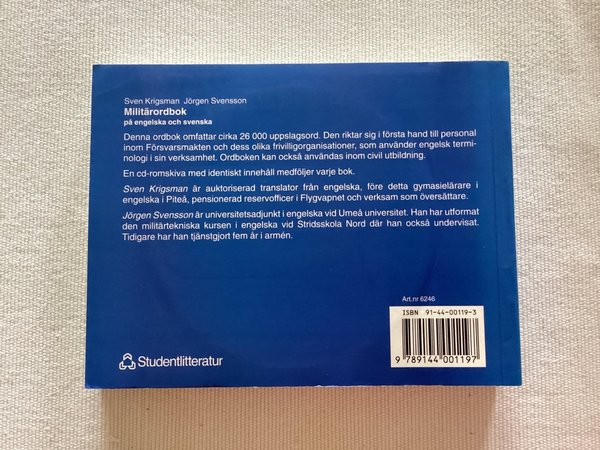 Sven Krigsman Jörgen Svensson
Militärordbok
på engelska och svenska
Denna ordbok omfattar cirka 26 000 uppslagsord. Den riktar sig i första hand till personal
inom Försvarsmakten och dess olika frivilligorganisationer, som använder engelsk termi-
nologi i sin verksamhet. Ordboken kan också användas inom civil utbildning.
En cd-romskiva med identiskt innehåll medföljer varje bok.
Sven Krigsman är auktoriserad translator från engelska, före detta gymasielärare i
engelska i Piteå, pensionerad reservofficer i Flygvapnet och verksam som översättare.
Jörgen Svensson är universitetsadjunkt i engelska vid Umeå universitet. Han har utformat
den militärtekniska kursen i engelska vid Stridsskola Nord där han också undervisat.
Tidigare har han tjänstgjort fem år i armén.
Art.nr 6246
ISBN 91-44-00119-3
9 789144 001197
Studentlitteratur